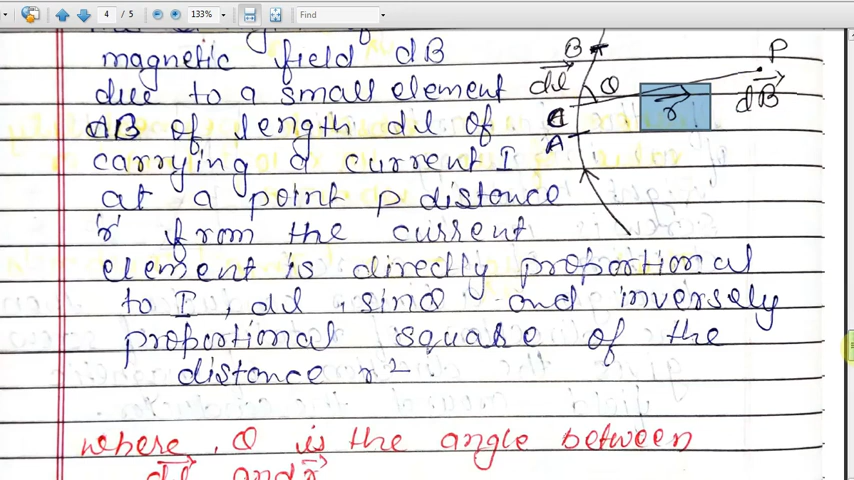 4 / 5
133%
Find
magnetic field dB
due to a small element
AB of length dl of
carrying a current I
at a point P distance
'r' from the current
element is directly proportional
to I, dl, sinθ and inversely
proportional square of the
distance r².
where, θ is the angle between
dl and r
B
dl
θ
C
A
r
P
dB